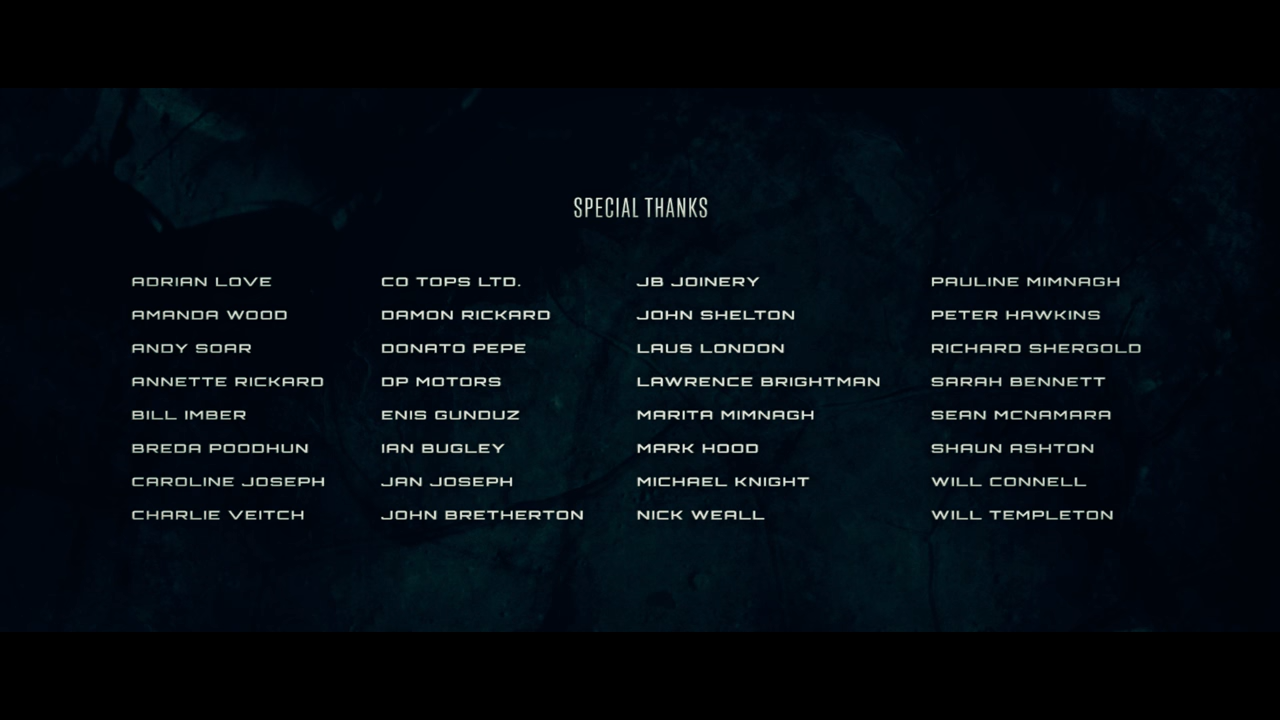 SPECIAL THANKS
ADRIAN LOVE
AMANDA WOOD
ANDY SOAR
ANNETTE RICKARD
BILL IMBER
BREDA POODHUN
CAROLINE JOSEPH
CHARLIE VEITCH
CO TOPS LTD.
DAMON RICKARD
DONATO PEPE
DP MOTORS
ENIS GUNDUZ
IAN BUGLEY
JAN JOSEPH
JOHN BRETHERTON
JB JOINERY
JOHN SHELTON
LAUS LONDON
LAWRENCE BRIGHTMAN
MARITA MIMNAGH
MARK HOOD
MICHAEL KNIGHT
NICK WEALL
PAULINE MIMNAGH
PETER HAWKINS
RICHARD SHERGOLD
SARAH BENNETT
SEAN MCNAMARA
SHAUN ASHTON
WILL CONNELL
WILL TEMPLETON